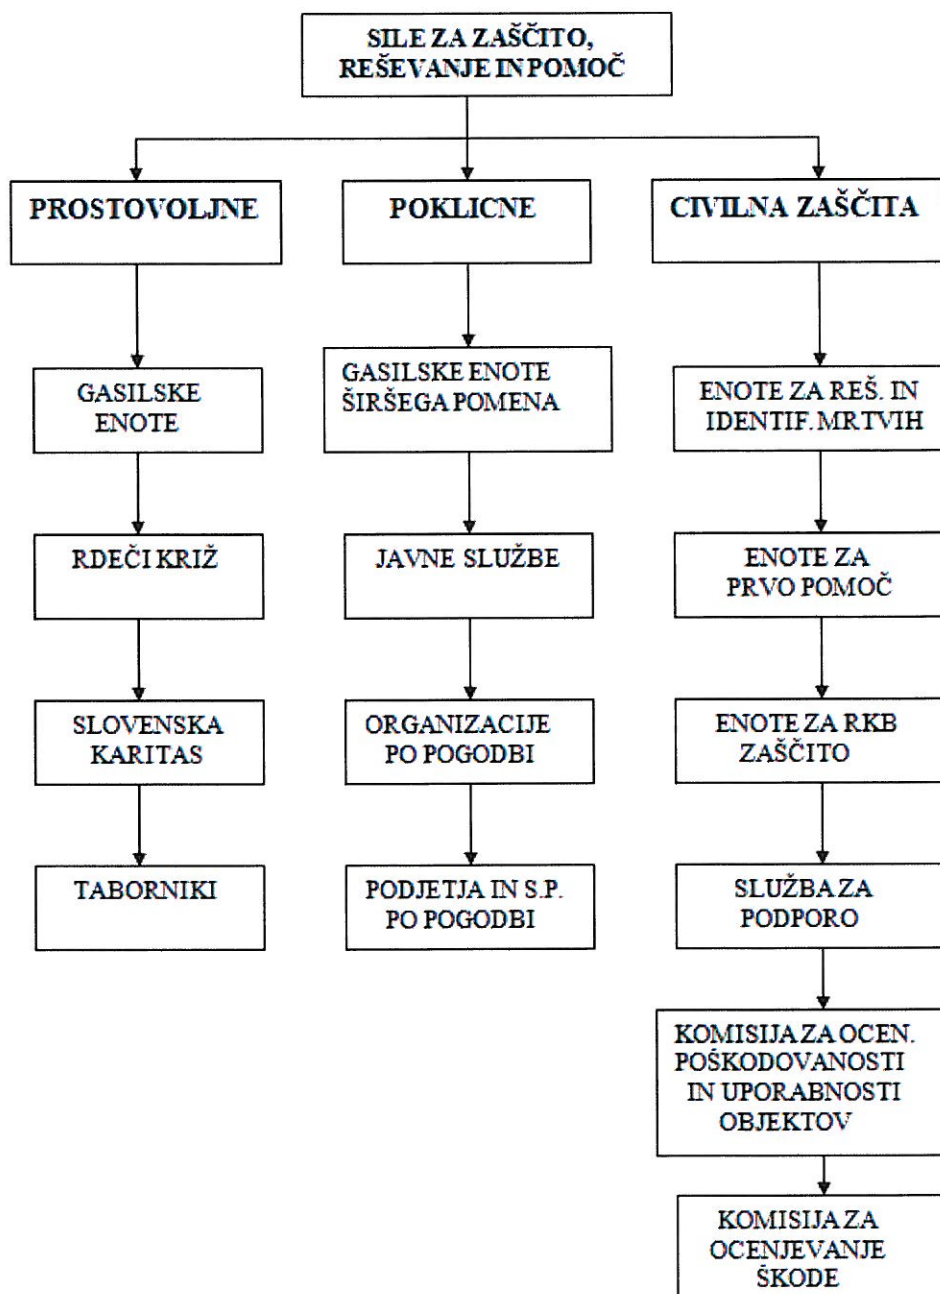 SILE ZA ZAŠČITO,
REŠEVANJE IN POMOČ
PROSTOVOLJNE
GASILSKE
ENOTE
RDEČI KRIŽ
SLOVENSKA
KARITAS
TABORNIKI
POKLICNE
GASILSKE ENOTE
ŠIRŠEGA POMENA
JAVNE SLUŽBE
ORGANIZACIJE
PO POGODBI
PODJETJA IN S.P.
PO POGODBI
CIVILNA ZAŠČITA
ENOTE ZA REŠ. IN
IDENTIF. MRTVIH
ENOTE ZA
PRVO POMOČ
ENOTE ZA RKB
ZAŠČITO
SLUŽBA ZA
PODPORO
KOMISIJA ZA OCEN.
POŠKODOVANOSTI
IN UPORABNOSTI
OBJEKTOV
KOMISIJA ZA
OCENJEVANJE
ŠKODE